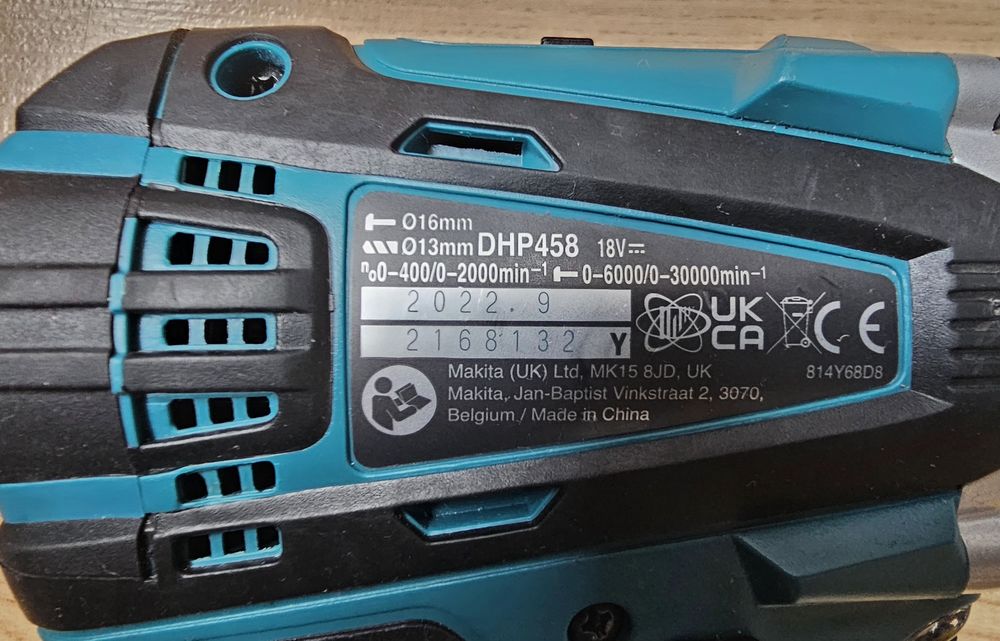 Ø16mm
Ø13mm DHP458 18V
n₀0-400/0-2000min⁻¹ 0-6000/0-30000min⁻¹
2022.9
2168132 Y
UK
CA
CE
Makita (UK) Ltd, MK15 8JD, UK
814Y68D8
Makita, Jan-Baptist Vinkstraat 2, 3070,
Belgium / Made in China